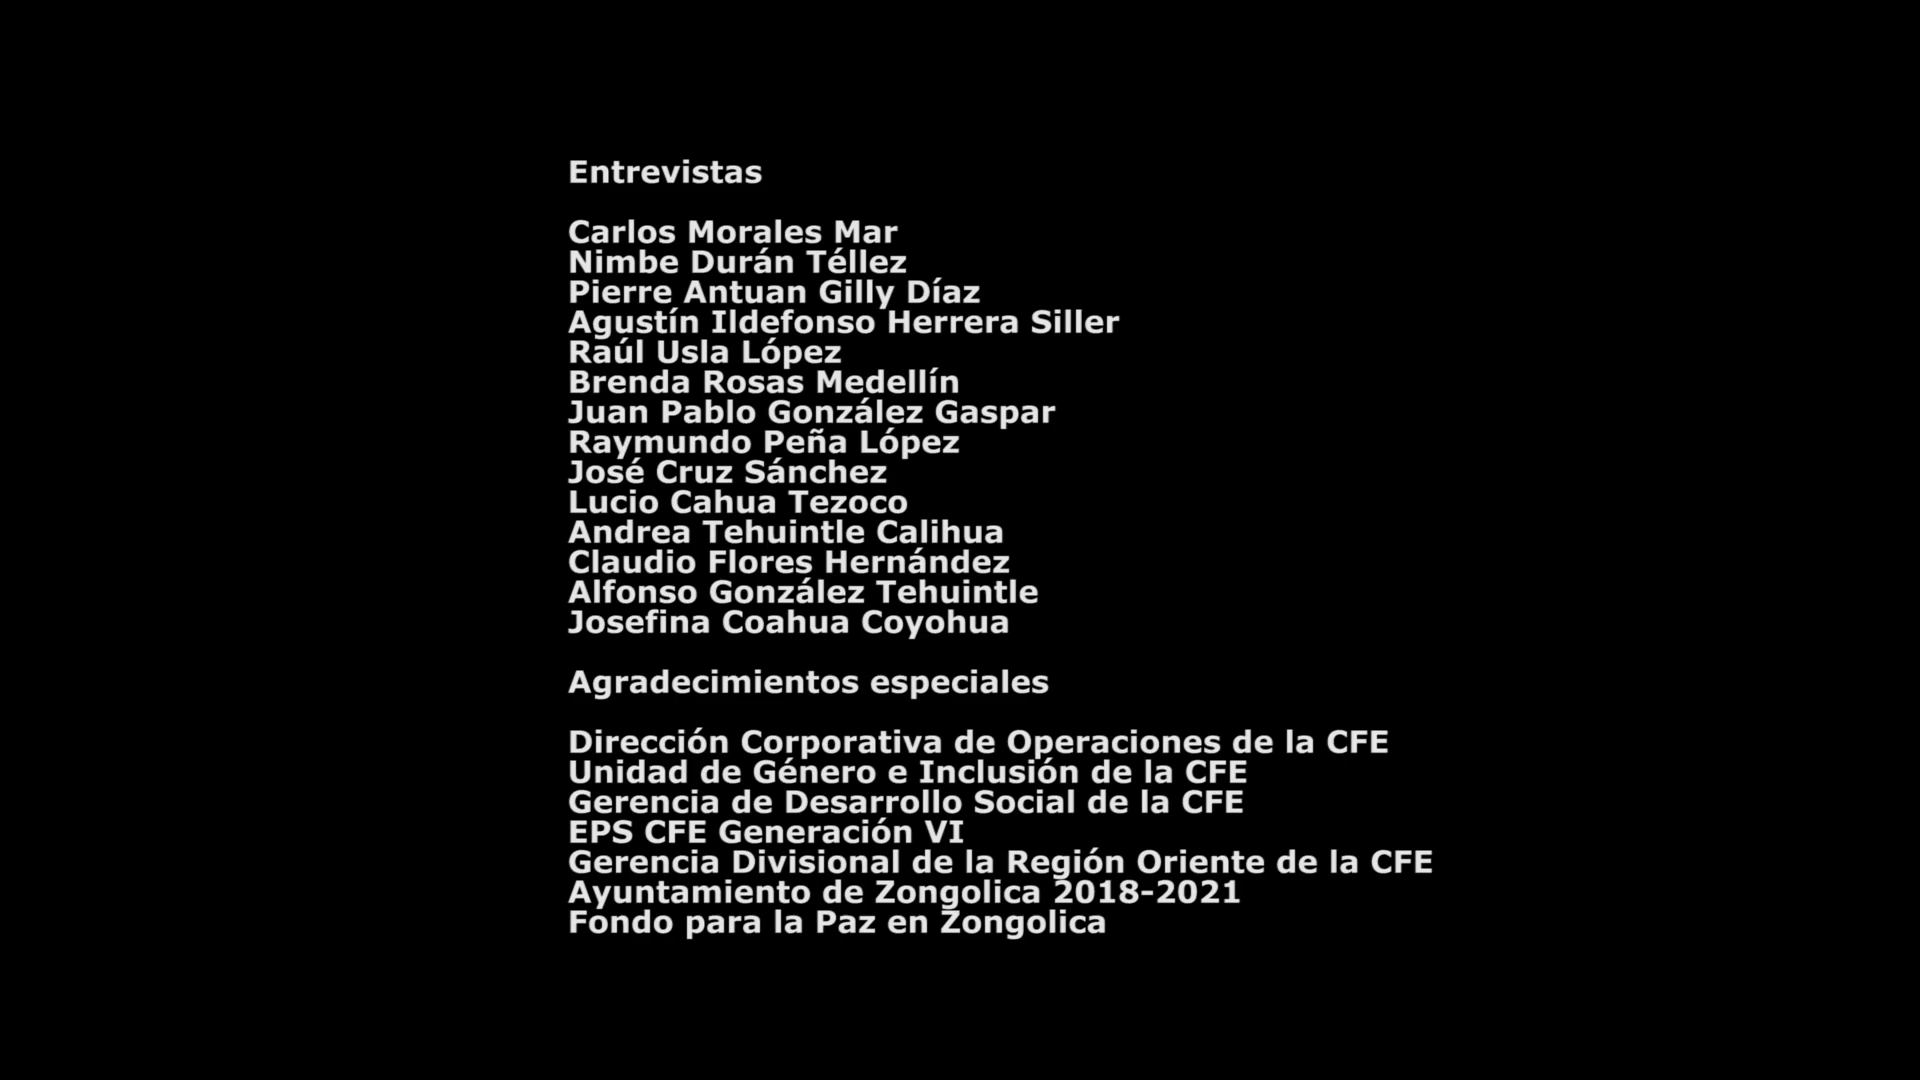 Entrevistas
Carlos Morales Mar
Nimbe Durán Téllez
Pierre Antuan Gilly Díaz
Agustín Ildefonso Herrera Siller
Raúl Usla López
Brenda Rosas Medellín
Juan Pablo González Gaspar
Raymundo Peña López
José Cruz Sánchez
Lucio Cahua Tezoco
Andrea Tehuintle Calihua
Claudio Flores Hernández
Alfonso González Tehuintle
Josefina Coahua Coyohua
Agradecimientos especiales
Dirección Corporativa de Operaciones de la CFE
Unidad de Género e Inclusión de la CFE
Gerencia de Desarrollo Social de la CFE
EPS CFE Generación VI
Gerencia Divisional de la Región Oriente de la CFE
Ayuntamiento de Zongolica 2018-2021
Fondo para la Paz en Zongolica